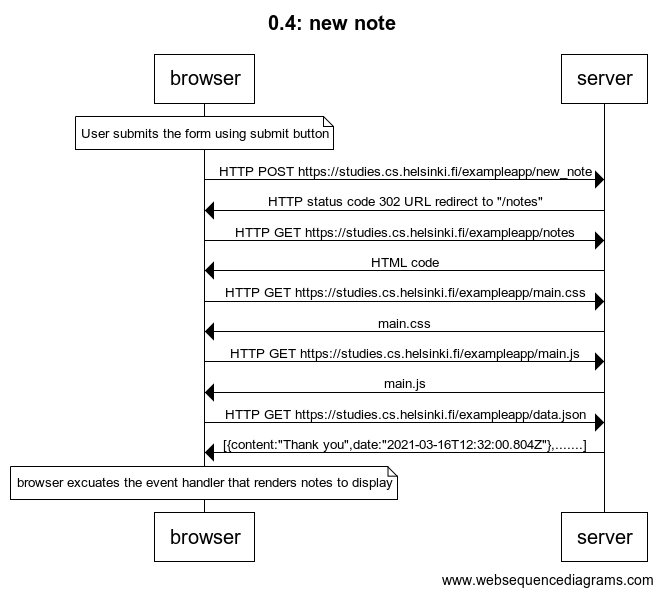 0.4: new note
browser
server
User submits the form using submit button
HTTP POST https://studies.cs.helsinki.fi/exampleapp/new_note
HTTP status code 302 URL redirect to "/notes"
HTTP GET https://studies.cs.helsinki.fi/exampleapp/notes
HTML code
HTTP GET https://studies.cs.helsinki.fi/exampleapp/main.css
main.css
HTTP GET https://studies.cs.helsinki.fi/exampleapp/main.js
main.js
HTTP GET https://studies.cs.helsinki.fi/exampleapp/data.json
[{content:"Thank you",date:"2021-03-16T12:32:00.804Z"},.......]
browser excuates the event handler that renders notes to display
browser
server
www.websequencediagrams.com